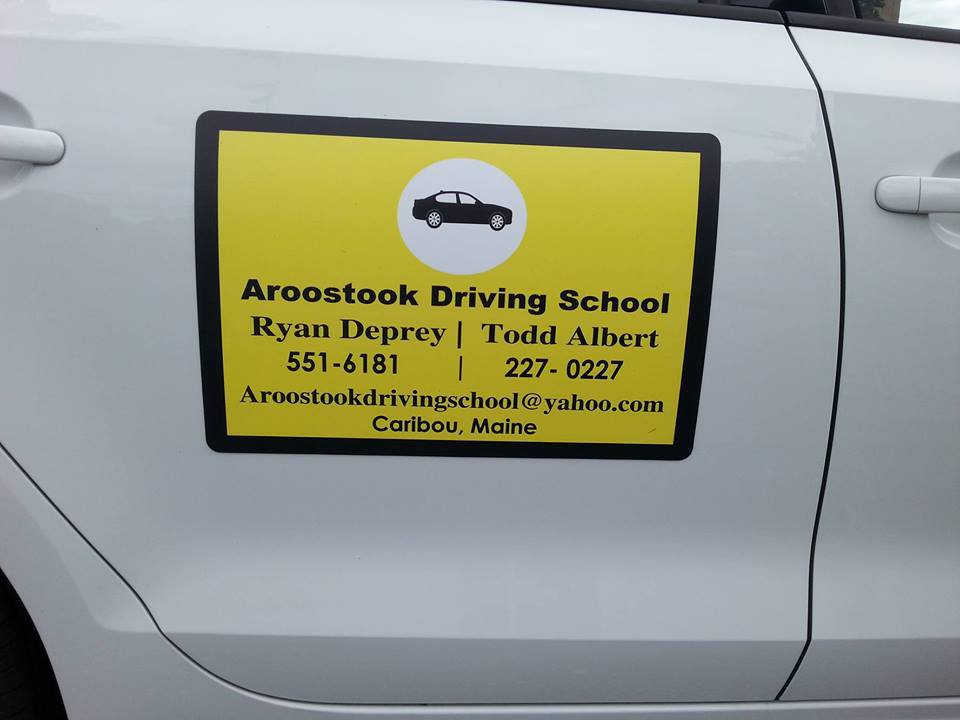 Aroostook Driving School
Ryan Deprey | Todd Albert
551-6181 | 227- 0227
Aroostookdrivingschool@yahoo.com
Caribou, Maine